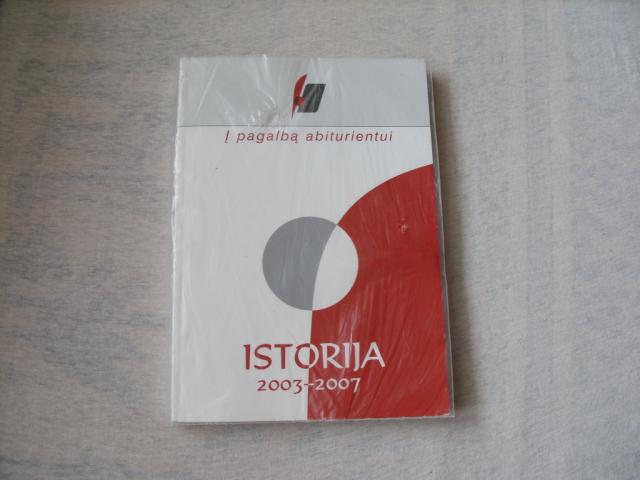 Į pagalbą abiturientui
ISTORIJA
2003-2007